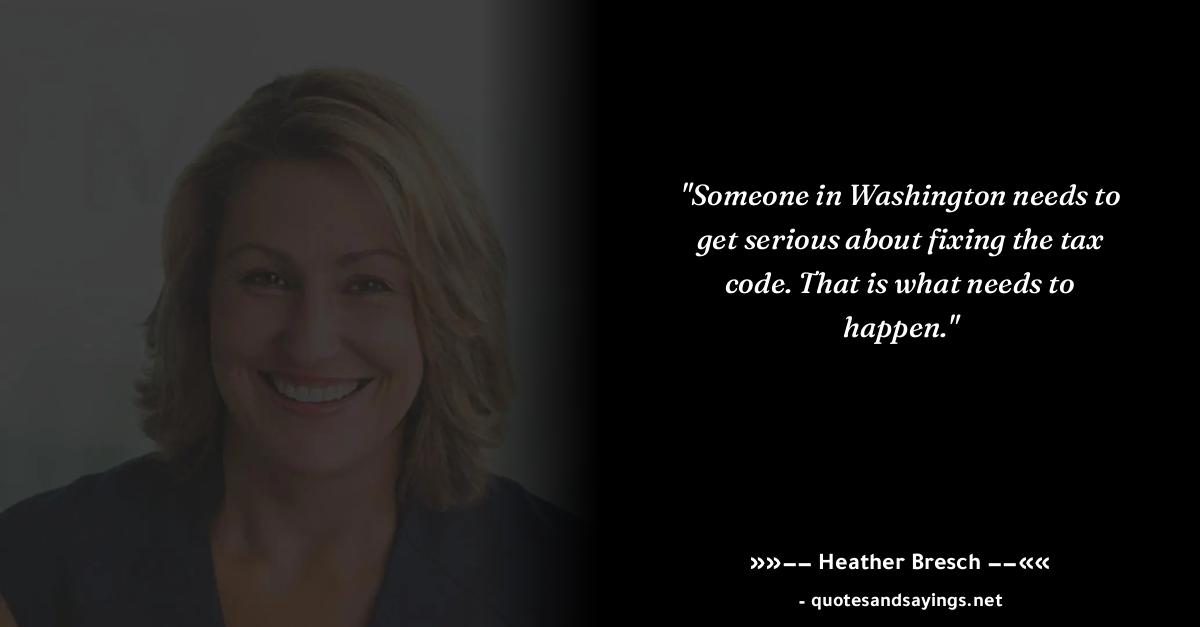 "Someone in Washington needs to
get serious about fixing the tax
code. That is what needs to
happen."
»»−− Heather Bresch −−««
- quotesandsayings.net